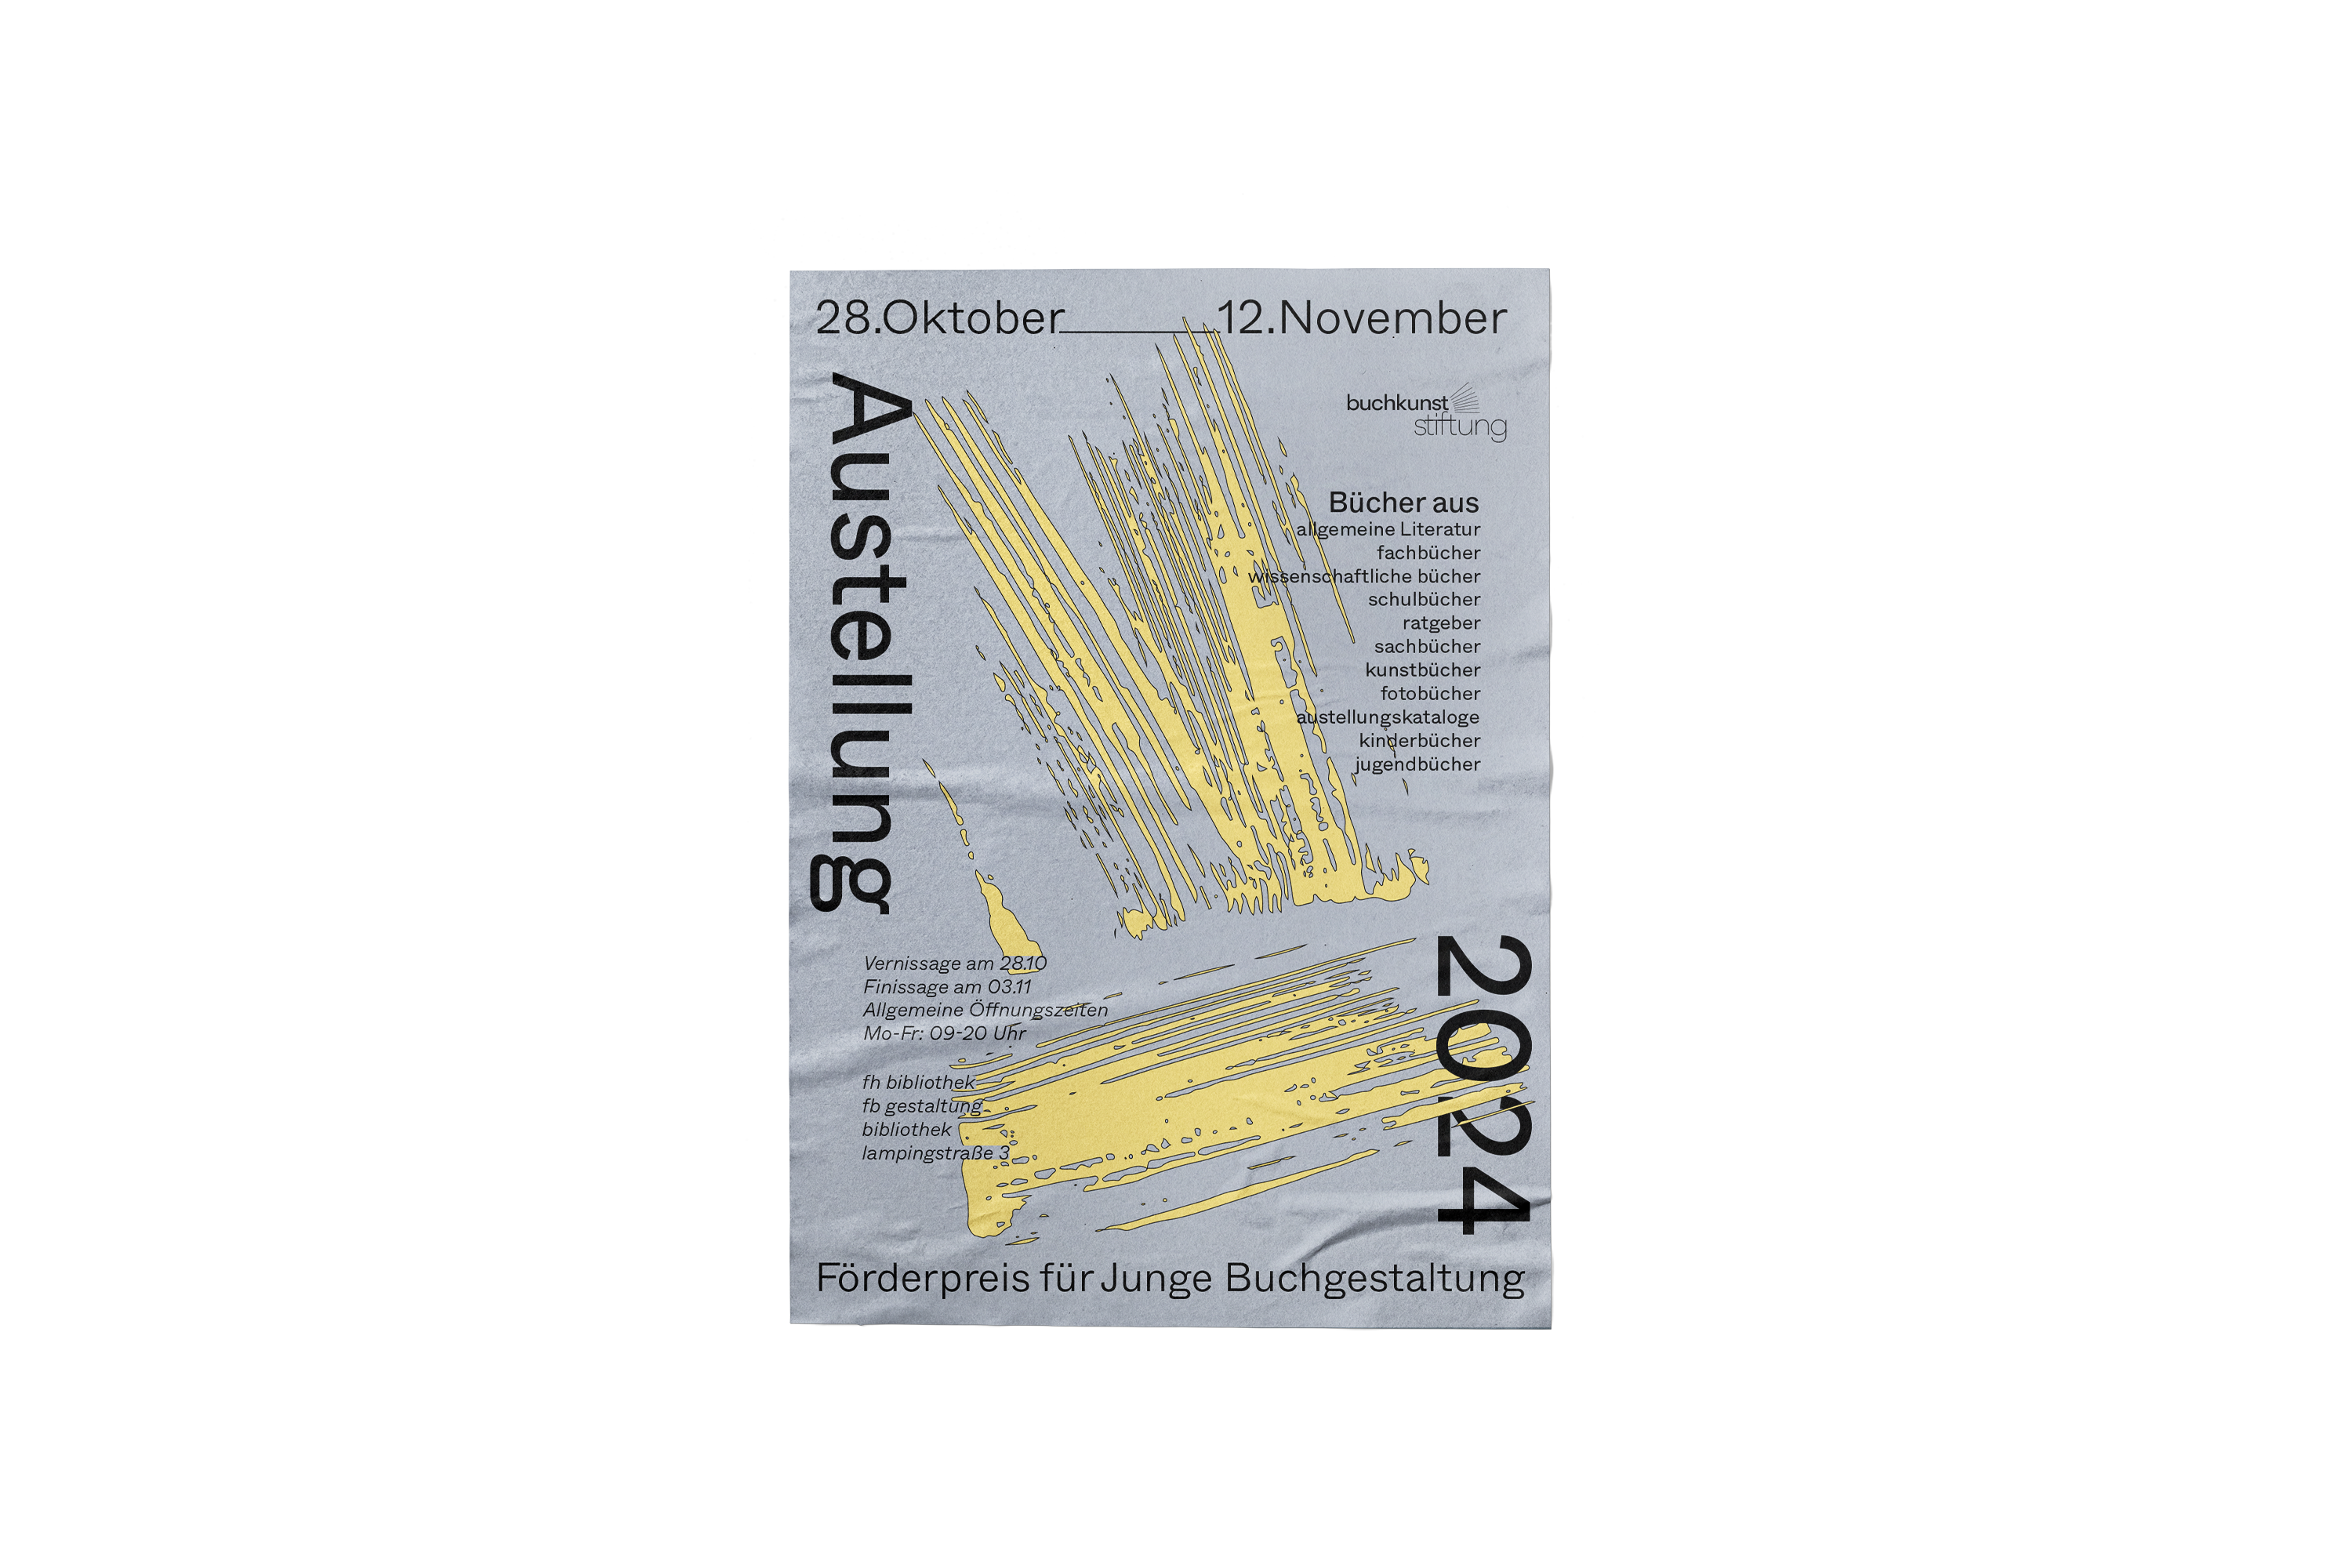 28.Oktober 12.November
Austellung
buchkunst
stiftung
Bücher aus
allgemeine Literatur
fachbücher
wissenschaftliche bücher
schulbücher
ratgeber
sachbücher
kunstbücher
fotobücher
austellungskataloge
kinderbücher
jugendbücher
Vernissage am 28.10
Finissage am 03.11
Allgemeine Öffnungszeiten
Mo-Fr: 09-20 Uhr
fh bibliothek
fb gestaltung
bibliothek
lampingstraße 3
2024
Förderpreis für Junge Buchgestaltung